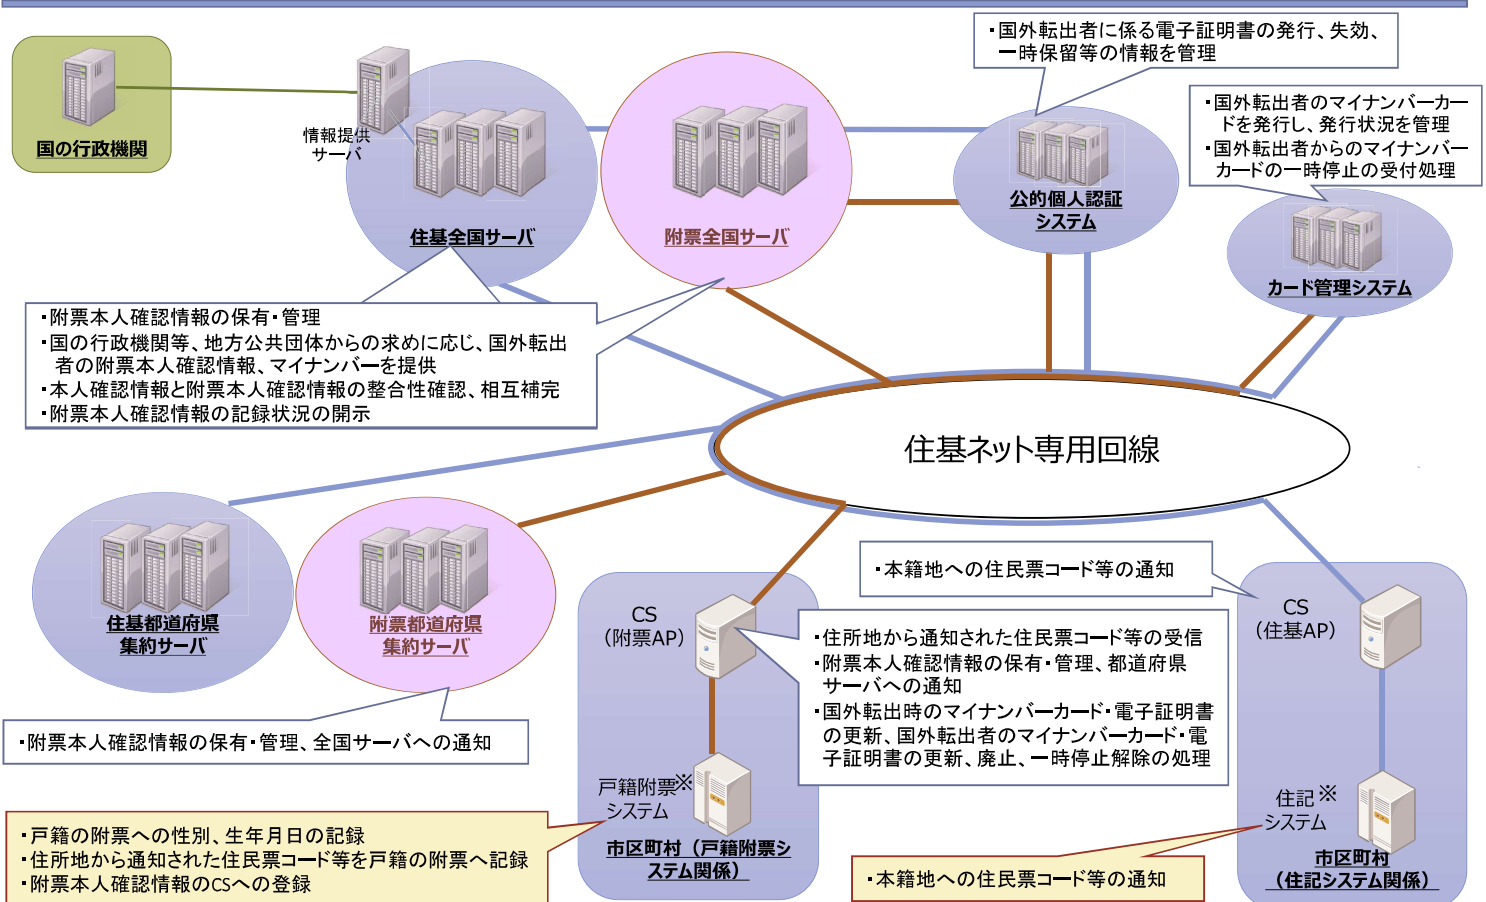 ・国外転出者に係る電子証明書の発行、失効、
一時保留等の情報を管理
・国外転出者のマイナンバーカー
ドを発行し、発行状況を管理
・国外転出者からのマイナンバー
カードの一時停止の受付処理
国の行政機関
情報提供
サーバ
住基全国サーバ
附票全国サーバ
公的個人認証
システム
カード管理システム
・附票本人確認情報の保有・管理
・国の行政機関等、地方公共団体からの求めに応じ、国外転出
者の附票本人確認情報、マイナンバーを提供
・本人確認情報と附票本人確認情報の整合性確認、相互補完
・附票本人確認情報の記録状況の開示
住基ネット専用回線
住基都道府県
集約サーバ
附票都道府県
集約サーバ
・附票本人確認情報の保有・管理、全国サーバへの通知
CS
（附票AP）
・本籍地への住民票コード等の通知
CS
（住基AP）
・住所地から通知された住民票コード等の受信
・附票本人確認情報の保有・管理、都道府県
サーバへの通知
・国外転出時のマイナンバーカード・電子証明書
の更新、国外転出者のマイナンバーカード・電
子証明書の更新、廃止、一時停止解除の処理
戸籍附票※
システム
市区町村（戸籍附票シ
ステム関係）
住記※
システム
市区町村
（住記システム関係）
・戸籍の附票への性別、生年月日の記録
・住所地から通知された住民票コード等を戸籍の附票へ記録
・附票本人確認情報のCSへの登録
・本籍地への住民票コード等の通知